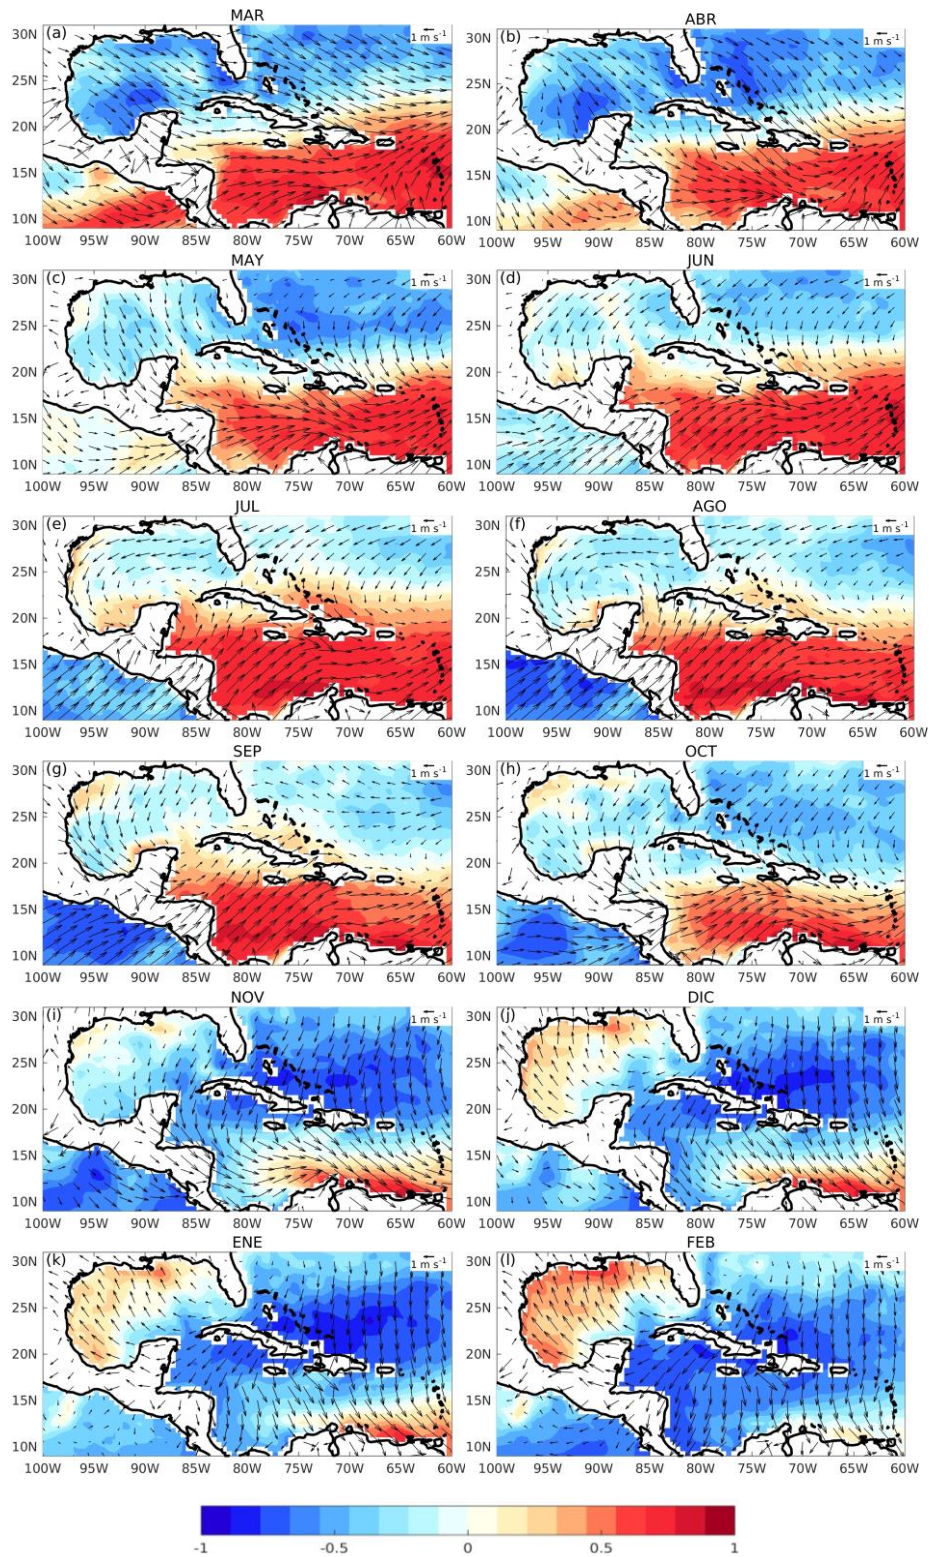 MAR ABR
(a) 1 m s⁻¹ (b) 1 m s⁻¹
30N 30N
25N 25N
20N 20N
15N 15N
10N 10N
100W 95W 90W 85W 80W 75W 70W 65W 60W 100W 95W 90W 85W 80W 75W 70W 65W 60W
MAY JUN
(c) 1 m s⁻¹ (d) 1 m s⁻¹
30N 30N
25N 25N
20N 20N
15N 15N
10N 10N
100W 95W 90W 85W 80W 75W 70W 65W 60W 100W 95W 90W 85W 80W 75W 70W 65W 60W
JUL AGO
(e) 1 m s⁻¹ (f) 1 m s⁻¹
30N 30N
25N 25N
20N 20N
15N 15N
10N 10N
100W 95W 90W 85W 80W 75W 70W 65W 60W 100W 95W 90W 85W 80W 75W 70W 65W 60W
SEP OCT
(g) 1 m s⁻¹ (h) 1 m s⁻¹
30N 30N
25N 25N
20N 20N
15N 15N
10N 10N
100W 95W 90W 85W 80W 75W 70W 65W 60W 100W 95W 90W 85W 80W 75W 70W 65W 60W
NOV DIC
(i) 1 m s⁻¹ (j) 1 m s⁻¹
30N 30N
25N 25N
20N 20N
15N 15N
10N 10N
100W 95W 90W 85W 80W 75W 70W 65W 60W 100W 95W 90W 85W 80W 75W 70W 65W 60W
ENE FEB
(k) 1 m s⁻¹ (l) 1 m s⁻¹
30N 30N
25N 25N
20N 20N
15N 15N
10N 10N
100W 95W 90W 85W 80W 75W 70W 65W 60W 100W 95W 90W 85W 80W 75W 70W 65W 60W
-1 -0.5 0 0.5 1